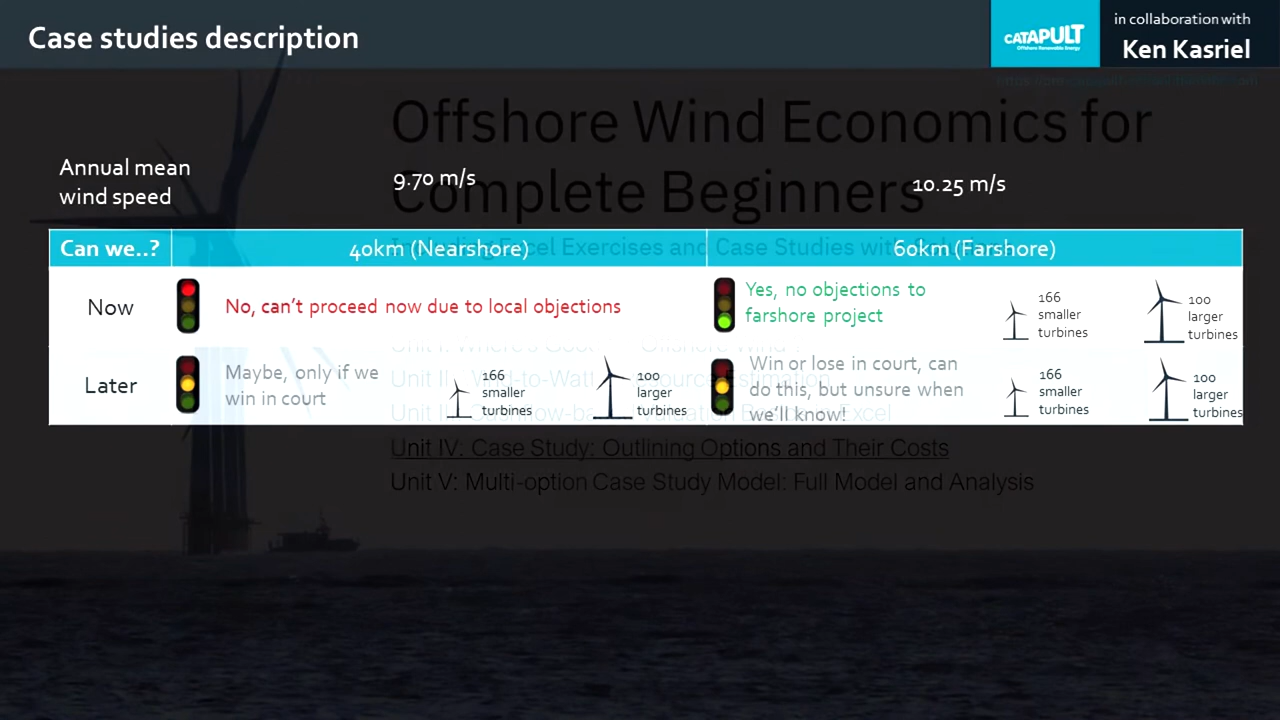 Case studies description
CATAPULT
Offshore Renewable Energy
in collaboration with
Ken Kasriel
Offshore Wind Economics for
Complete Beginners
Annual mean
wind speed
9.70 m/s
10.25 m/s
Excel Exercises and Case Studies
Can we..?
40km (Nearshore)
60km (Farshore)
Now
No, can't proceed now due to local objections
Yes, no objections to
farshore project
166
smaller
turbines
100
larger
turbines
Later
Maybe, only if we
win in court
166
smaller
turbines
100
larger
turbines
Win or lose in court, can
do this, but unsure when
we'll know!
166
smaller
turbines
100
larger
turbines
Unit IV: Case Study: Outlining Options and Their Costs
Unit V: Multi-option Case Study Model: Full Model and Analysis